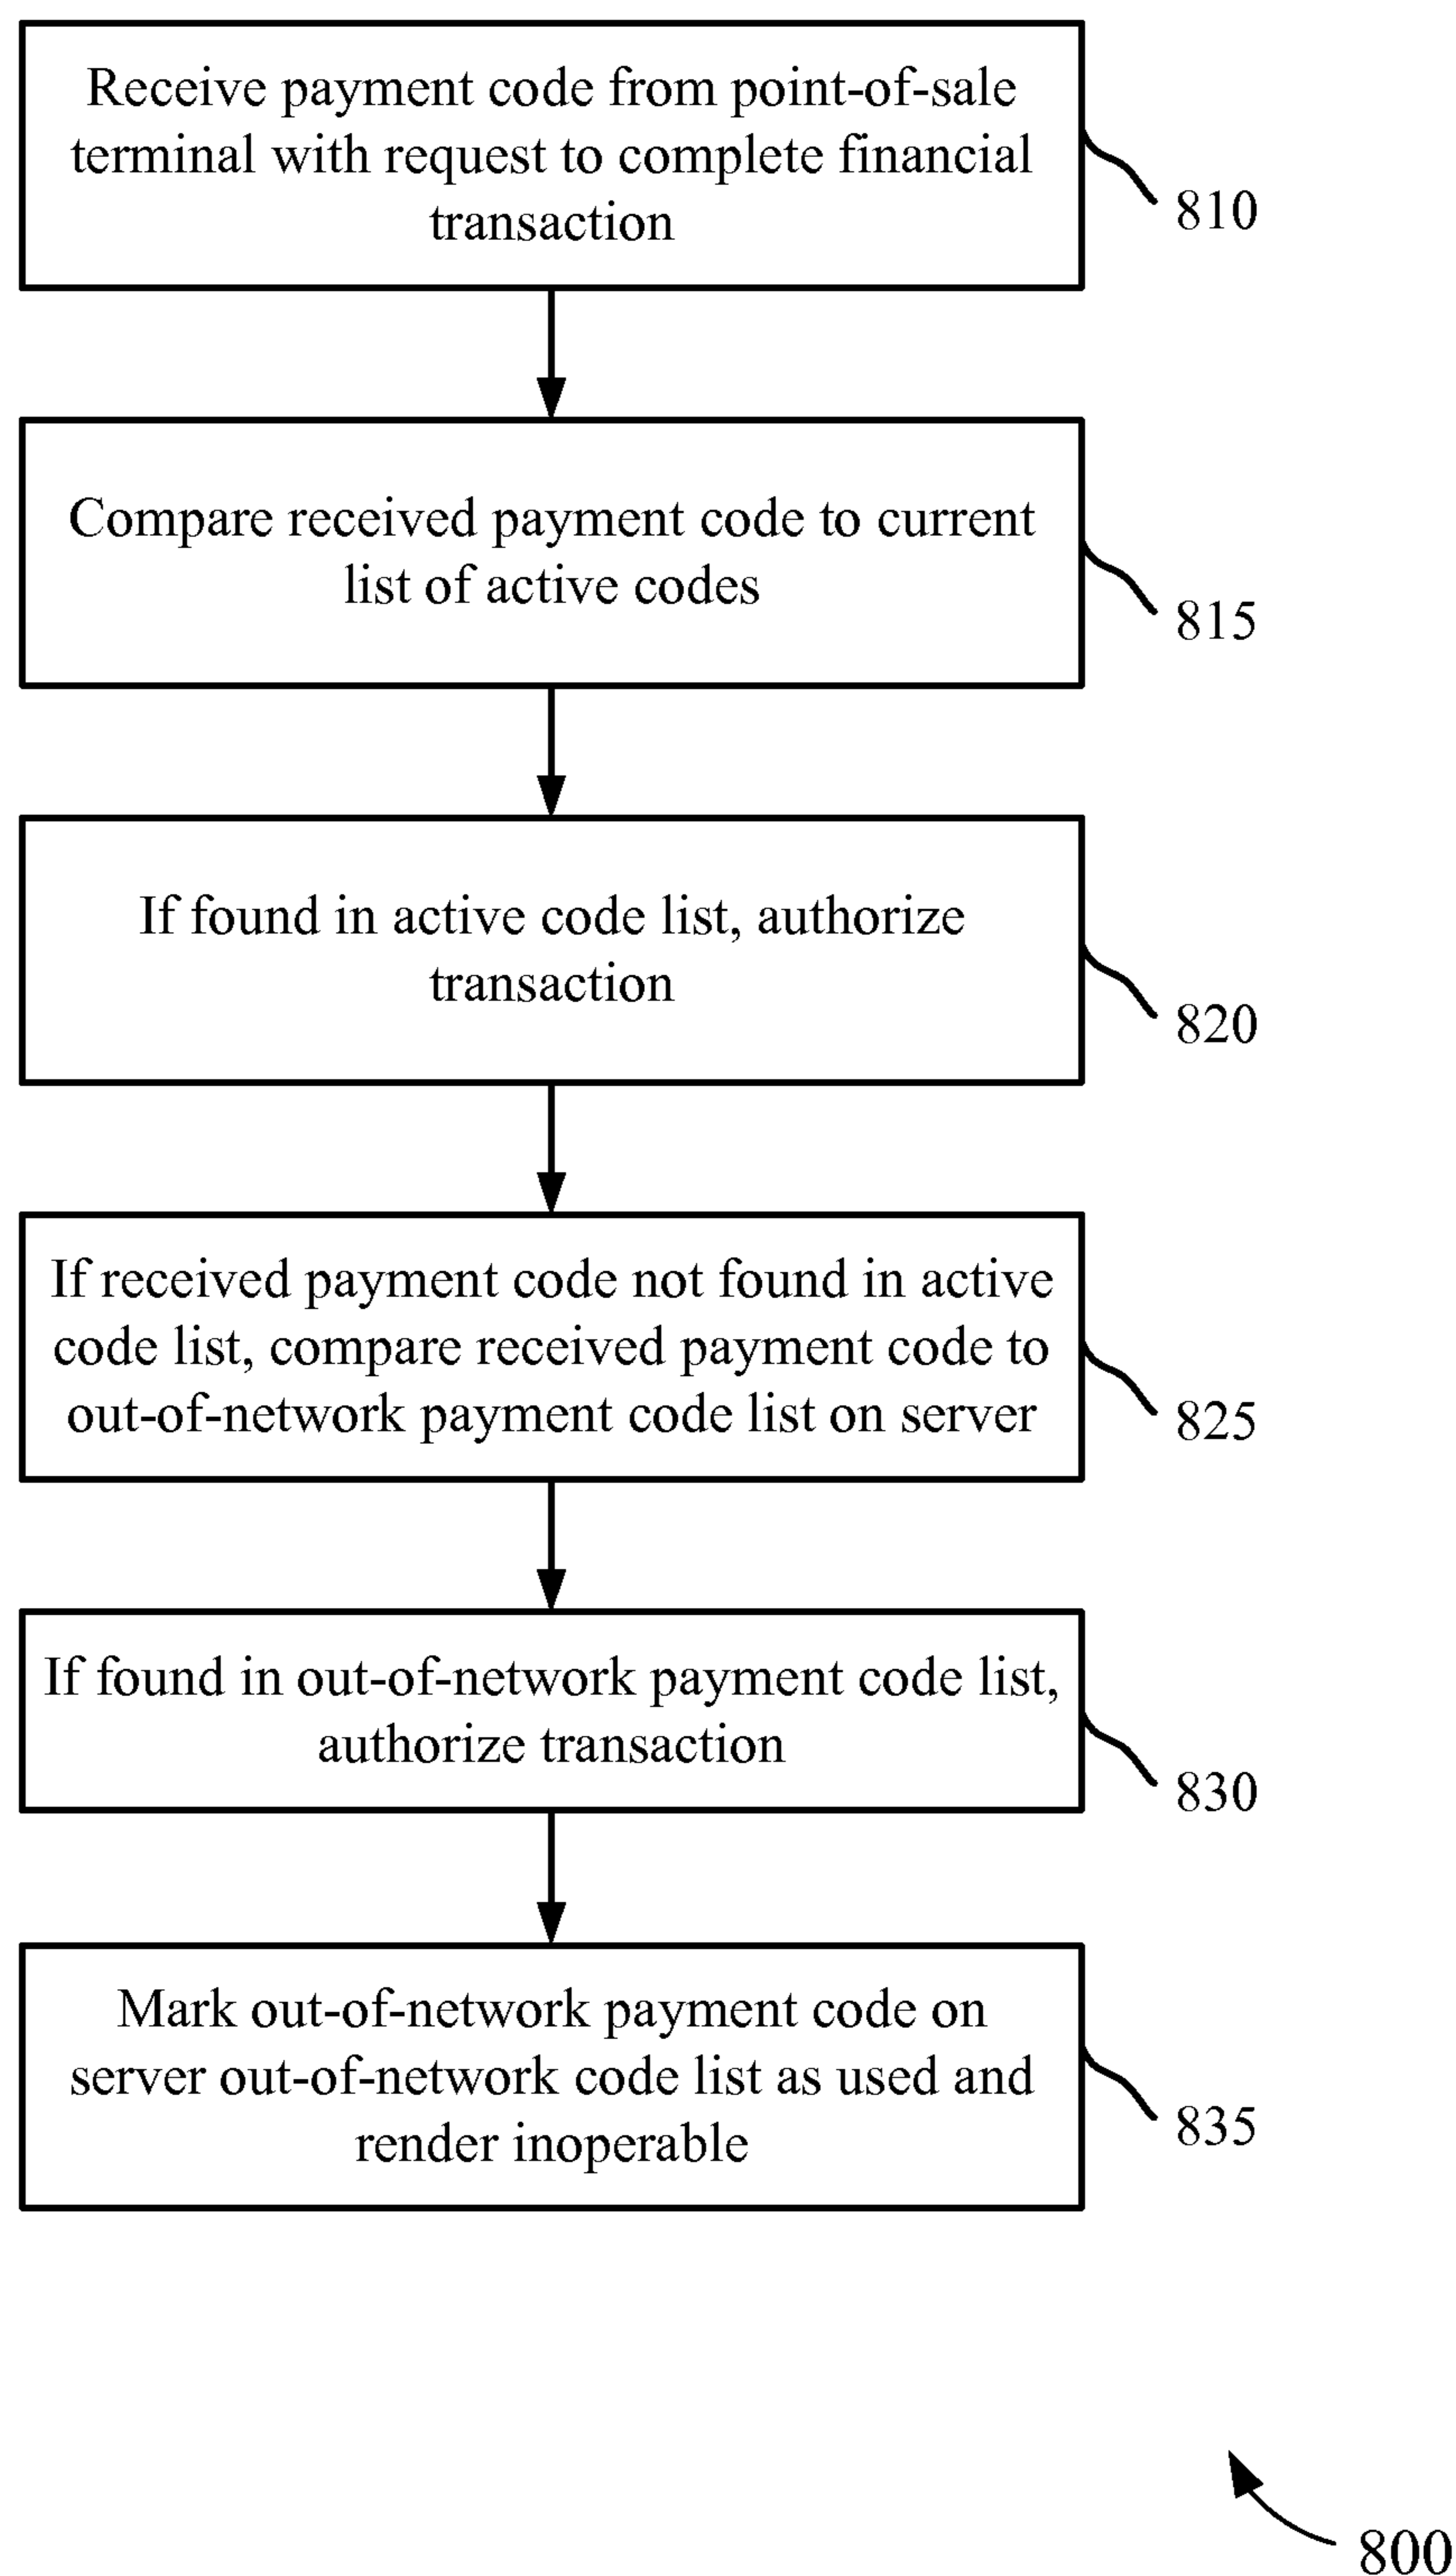 Receive payment code from point-of-sale
terminal with request to complete financial
transaction
810
Compare received payment code to current
list of active codes
815
If found in active code list, authorize
transaction
820
If received payment code not found in active
code list, compare received payment code to
out-of-network payment code list on server
825
If found in out-of-network payment code list,
authorize transaction
830
Mark out-of-network payment code on
server out-of-network code list as used and
render inoperable
835
800